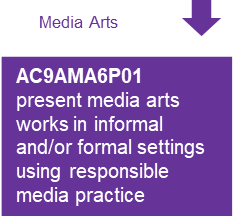 Media Arts
AC9AMA6P01
present media arts
works in informal
and/or formal settings
using responsible
media practice